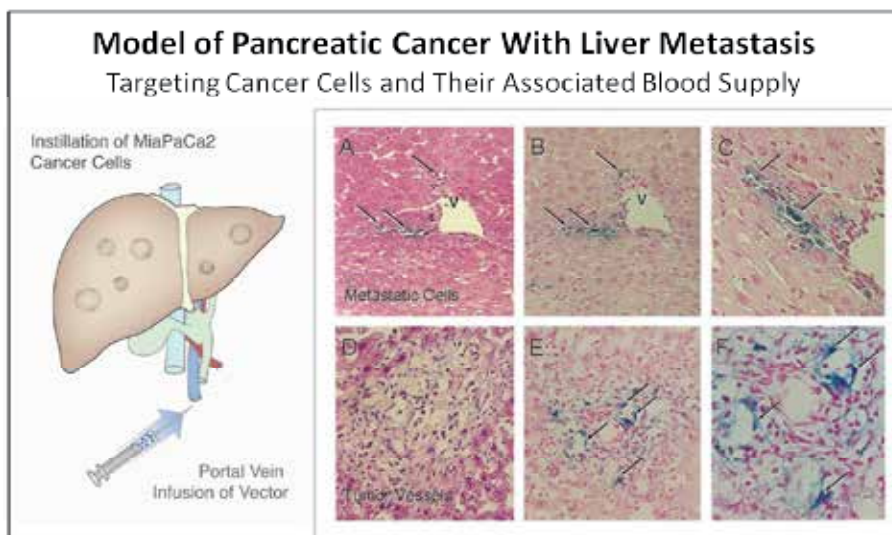 Model of Pancreatic Cancer With Liver Metastasis
Targeting Cancer Cells and Their Associated Blood Supply
Instillation of MiaPaCa2
Cancer Cells
Portal Vein
Infusion of Vector
A
V
Metastatic Cells
B
V
C
D
Tumor Vessels
E
F